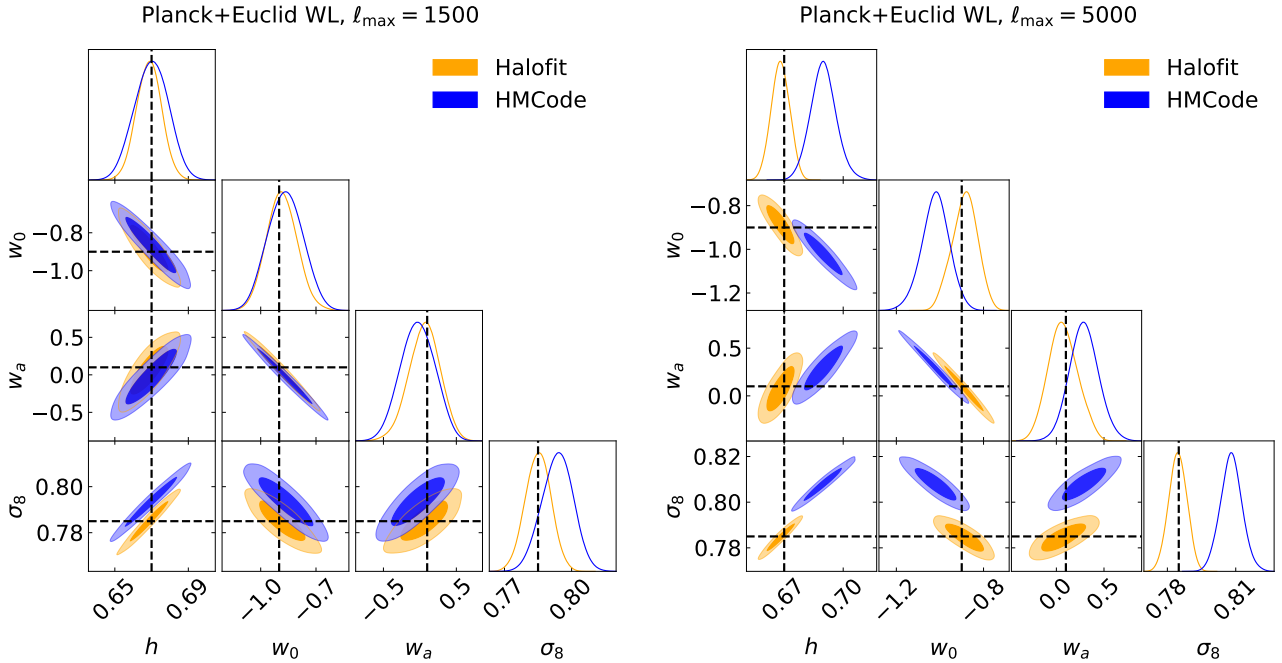 Planck+Euclid WL, ℓmax = 1500
Halofit
HMCode
w0
−0.8
−1.0
wa
0.5
0.0
−0.5
σ8
0.80
0.78
0.65 0.69
−1.0 −0.7
−0.5 0.5
0.77 0.80
h w0 wa σ8
Planck+Euclid WL, ℓmax = 5000
Halofit
HMCode
w0
−0.8
−1.0
−1.2
wa
0.5
0.0
σ8
0.82
0.80
0.78
0.67 0.70
−1.2 −0.8
0.0 0.5
0.78 0.81
h w0 wa σ8